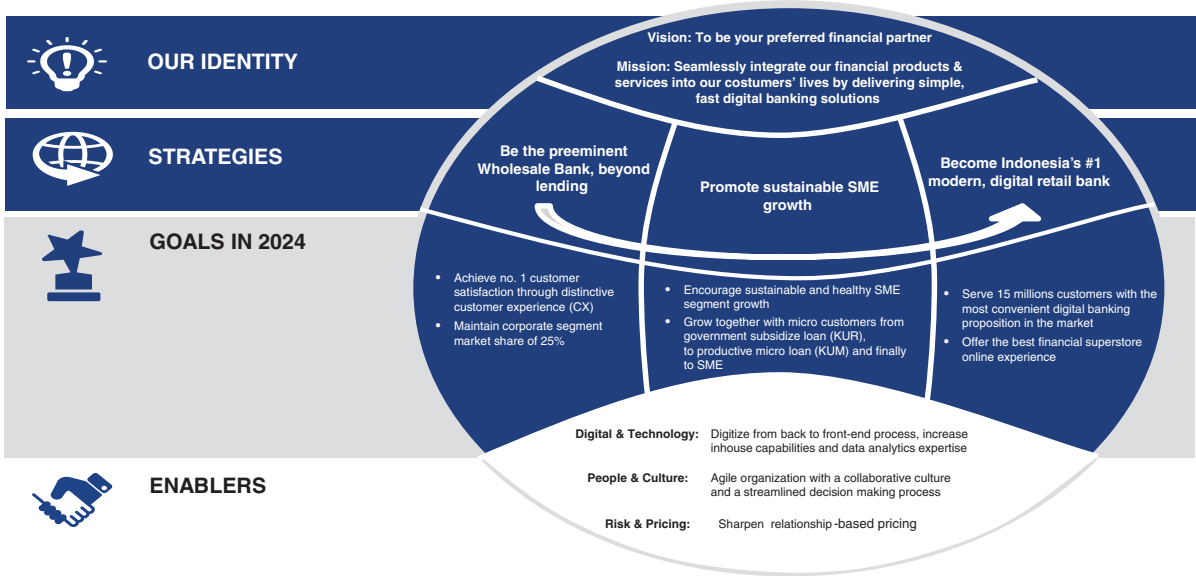 OUR IDENTITY
Vision: To be your preferred financial partner
Mission: Seamlessly integrate our financial products &
services into our costumers’ lives by delivering simple,
fast digital banking solutions
STRATEGIES
Be the preeminent
Wholesale Bank, beyond
lending
Promote sustainable SME
growth
Become Indonesia’s #1
modern, digital retail bank
GOALS IN 2024
• Achieve no. 1 customer
satisfaction through distinctive
customer experience (CX)
• Maintain corporate segment
market share of 25%
• Encourage sustainable and healthy SME
segment growth
• Grow together with micro customers from
government subsidize loan (KUR),
to productive micro loan (KUM) and finally
to SME
• Serve 15 millions customers with the
most convenient digital banking
proposition in the market
• Offer the best financial superstore
online experience
ENABLERS
Digital & Technology: Digitize from back to front-end process, increase
inhouse capabilities and data analytics expertise
People & Culture: Agile organization with a collaborative culture
and a streamlined decision making process
Risk & Pricing: Sharpen relationship-based pricing